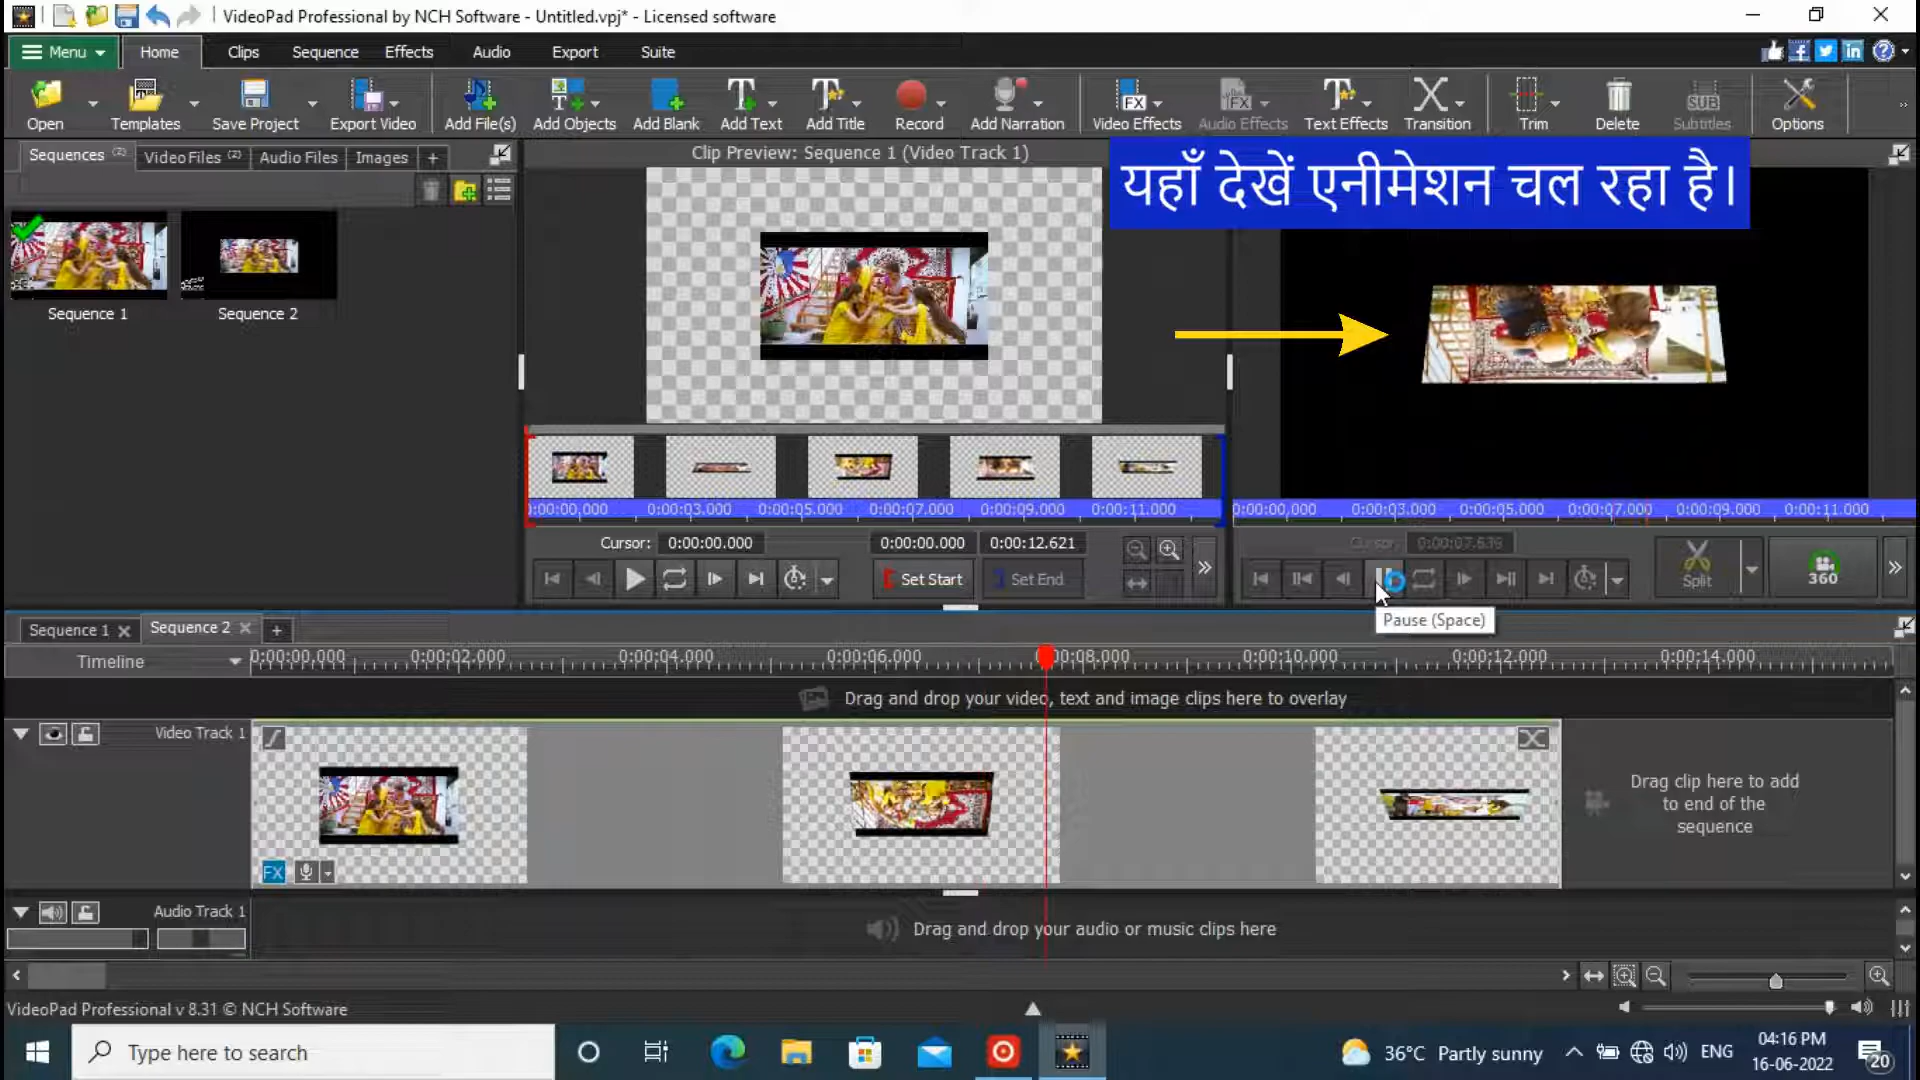 VideoPad Professional by NCH Software - Untitled.vpj* - Licensed software
Menu Home Clips Sequence Effects Audio Export Suite
Open Templates Save Project Export Video Add File(s) Add Objects Add Blank Add Text Add Title Record Add Narration Video Effects Audio Effects Text Effects Transition Trim Delete Subtitles Options
Sequences (2) Video Files (2) Audio Files Images +
Clip Preview: Sequence 1 (Video Track 1)
यहाँ देखें एनीमेशन चल रहा है।
Sequence 1 Sequence 2
0:00:00.000 0:00:03.000 0:00:05.000 0:00:07.000 0:00:09.000 0:00:11.000
0:00:00.000 0:00:03.000 0:00:05.000 0:00:07.000 0:00:09.000 0:00:11.000
Cursor: 0:00:00.000 0:00:00.000 0:00:12.621
Cursor: 0:00:07.639
Set Start Set End
Split 360
Pause (Space)
Sequence 1 Sequence 2 +
Timeline 0:00:00.000 0:00:02.000 0:00:04.000 0:00:06.000 0:00:08.000 0:00:10.000 0:00:12.000 0:00:14.000
Drag and drop your video, text and image clips here to overlay
Video Track 1
FX
Drag clip here to add
to end of the
sequence
Audio Track 1
Drag and drop your audio or music clips here
VideoPad Professional v 8.31 © NCH Software
Type here to search
36°C Partly sunny ENG
04:16 PM
16-06-2022
20